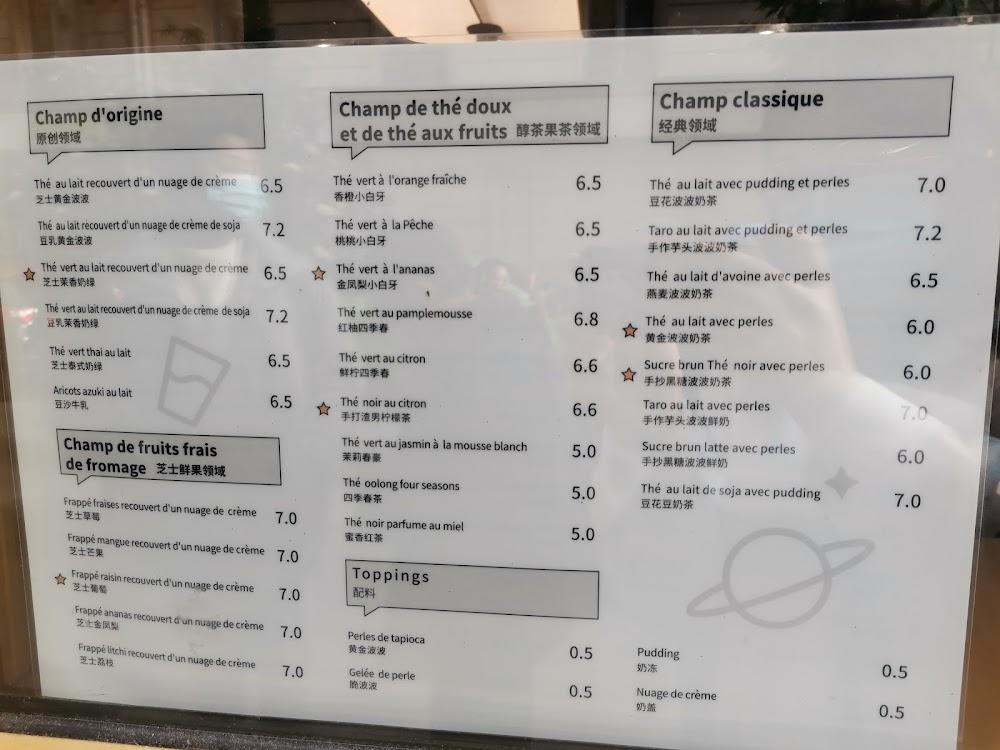 Champ d'origine
原创领域
Thé au lait recouvert d'un nuage de crème 6.5
芝士黄金波波
Thé au lait recouvert d'un nuage de crème de soja 7.2
豆乳黄金波波
Thé vert au lait recouvert d'un nuage de crème 6.5
芝士茉香奶绿
Thé vert au lait recouvert d'un nuage de crème de soja 7.2
豆乳茉香奶绿
Thé vert thai au lait 6.5
芝士泰式奶绿
Aricots azuki au lait 6.5
豆沙牛乳
Champ de fruits frais
de fromage 芝士鲜果领域
Frappé fraises recouvert d'un nuage de crème 7.0
芝士草莓
Frappé mangue recouvert d'un nuage de crème 7.0
芝士芒果
Frappé raisin recouvert d'un nuage de crème 7.0
芝士葡萄
Frappé ananas recouvert d'un nuage de crème 7.0
芝士金凤梨
Frappé litchi recouvert d'un nuage de crème 7.0
芝士荔枝
Champ de thé doux
et de thé aux fruits 醇茶果茶领域
Thé vert à l'orange fraîche 6.5
香橙小白牙
Thé vert à la Pêche 6.5
桃桃小白牙
Thé vert à l'ananas 6.5
金凤梨小白牙
Thé vert au pamplemousse 6.8
红柚四季春
Thé vert au citron 6.6
鲜柠四季春
Thé noir au citron 6.6
手打渣男柠檬茶
Thé vert au jasmin à la mousse blanch 5.0
茉莉春豪
Thé oolong four seasons 5.0
四季春茶
Thé noir parfume au miel 5.0
蜜香红茶
Toppings
配料
Perles de tapioca 0.5
黄金波波
Gelée de perle 0.5
脆波波
Champ classique
经典领域
Thé au lait avec pudding et perles 7.0
豆花波波奶茶
Taro au lait avec pudding et perles 7.2
手作芋头波波奶茶
Thé au lait d'avoine avec perles 6.5
燕麦波波奶茶
Thé au lait avec perles 6.0
黄金波波奶茶
Sucre brun Thé noir avec perles 6.0
手抄黑糖波波奶茶
Taro au lait avec perles 7.0
手作芋头波波鲜奶
Sucre brun latte avec perles 6.0
手抄黑糖波波鲜奶
Thé au lait de soja avec pudding 7.0
豆花豆奶茶
Pudding 0.5
奶冻
Nuage de crème 0.5
奶盖